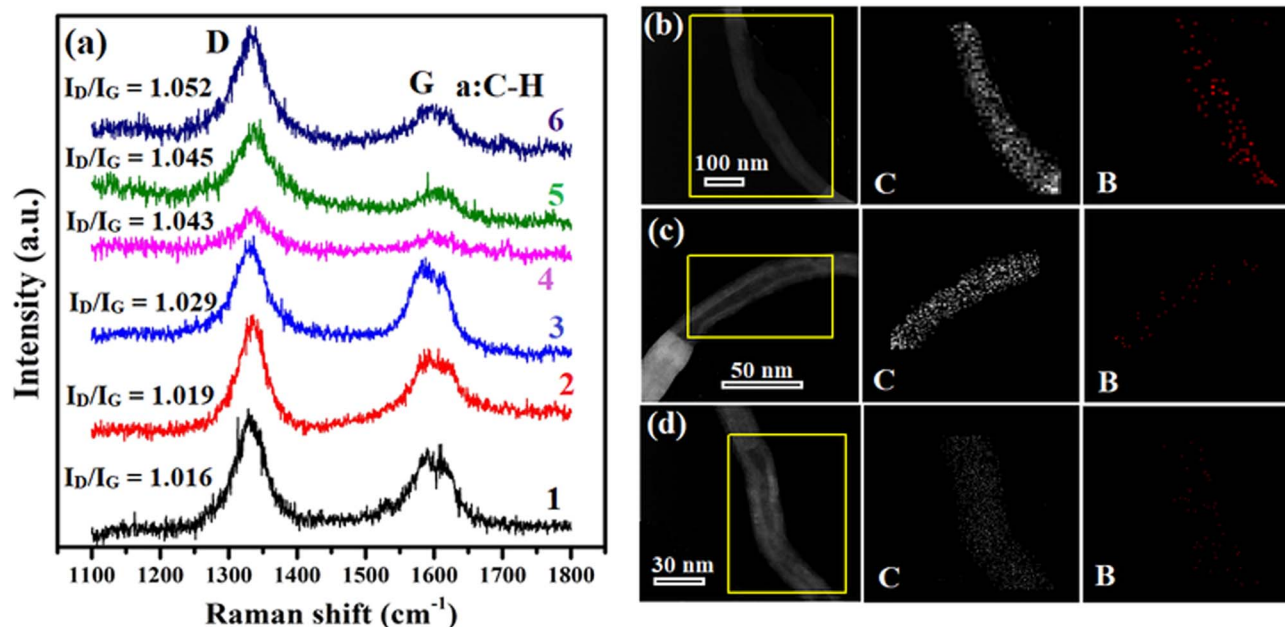 (a)
D
G
a:C-H
I_D/I_G = 1.052
6
I_D/I_G = 1.045
5
I_D/I_G = 1.043
4
I_D/I_G = 1.029
3
I_D/I_G = 1.019
2
I_D/I_G = 1.016
1
Intensity (a.u.)
1100 1200 1300 1400 1500 1600 1700 1800
Raman shift (cm⁻¹)
(b)
100 nm
C
B
(c)
50 nm
C
B
(d)
30 nm
C
B